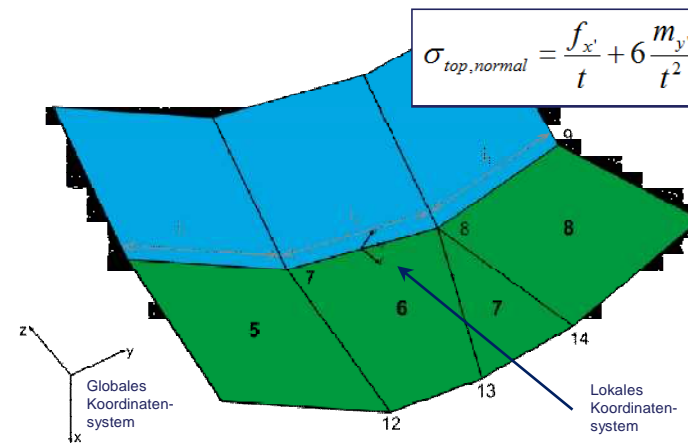 σ_top,normal = f_x' / t + 6 m_y' / t²
9
8
8
7
6
7
5
14
13
12
z
y
x
Globales
Koordinaten-
system
Lokales
Koordinaten-
system